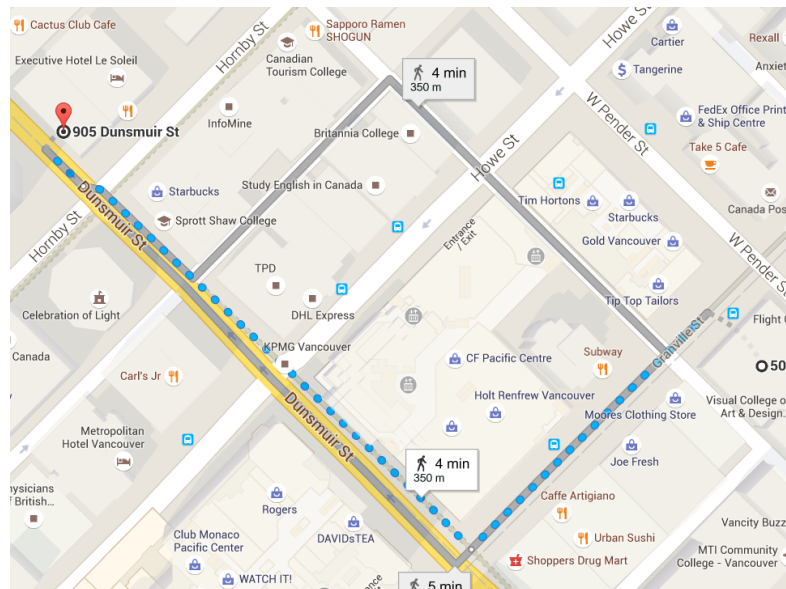 Cactus Club Cafe
Sapporo Ramen
SHOGUN
Howe St
Cartier
Rexall
Executive Hotel Le Soleil
Hornby St
Canadian
Tourism College
4 min
350 m
Tangerine
Anxiet
W Pender St
FedEx Office Print
& Ship Centre
905 Dunsmuir St
InfoMine
Britannia College
Howe St
Take 5 Cafe
Study English in Canada
Starbucks
Dunsmuir St
Tim Hortons
Starbucks
Canada Pos
Hornby St
Sprott Shaw College
Entrance
/ Exit
Gold Vancouver
W Pender St
TPD
Celebration of Light
DHL Express
Tip Top Tailors
Flight C
Granville St
Canada
KPMG Vancouver
CF Pacific Centre
Subway
50
Carl's Jr
Holt Renfrew Vancouver
Moores Clothing Store
Visual College o
Art & Design...
Dunsmuir St
Metropolitan
Hotel Vancouver
4 min
350 m
Joe Fresh
hysicians
of British...
Rogers
Caffe Artigiano
Vancity Buzz
Club Monaco
Pacific Center
DAVIDsTEA
Urban Sushi
MTI Community
College - Vancouver
Shoppers Drug Mart
WATCH IT!
Entrance
5 min